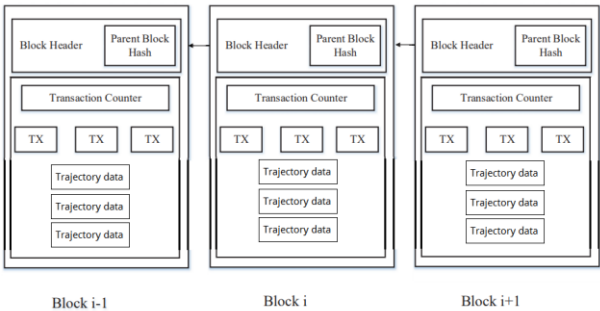 Block Header
Parent Block
Hash
Transaction Counter
TX
TX
TX
Trajectory data
Trajectory data
Trajectory data
Block i-1
Block Header
Parent Block
Hash
Transaction Counter
TX
TX
TX
Trajectory data
Trajectory data
Trajectory data
Block i
Block Header
Parent Block
Hash
Transaction Counter
TX
TX
TX
Trajectory data
Trajectory data
Trajectory data
Block i+1